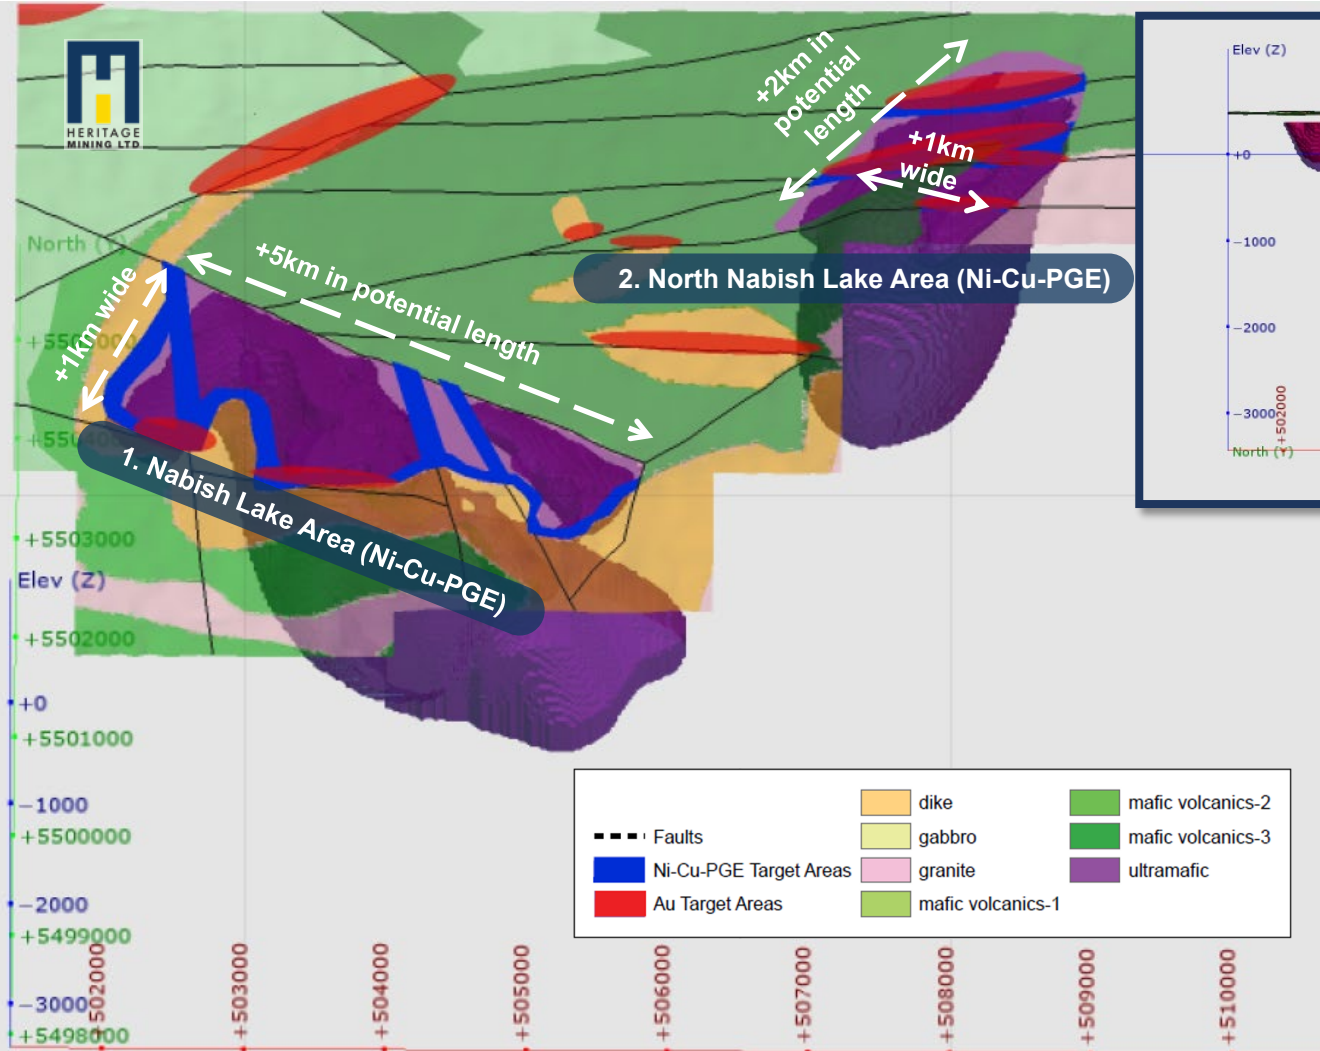 HERITAGE
MINING LTD.
+2km in
potential
length
+1km
wide
+5km in potential length
+1km wide
2. North Nabish Lake Area (Ni-Cu-PGE)
1. Nabish Lake Area (Ni-Cu-PGE)
North (Y)
+5503000
Elev (Z)
+5502000
+0
+5501000
−1000
+5500000
−2000
+5499000
−3000
+5498000
+502000
+503000
+504000
+505000
+506000
+507000
+508000
+509000
+510000
Elev (Z)
+0
−1000
−2000
−3000
+502000
North (Y)
Faults
Ni-Cu-PGE Target Areas
Au Target Areas
dike
gabbro
granite
mafic volcanics-1
mafic volcanics-2
mafic volcanics-3
ultramafic